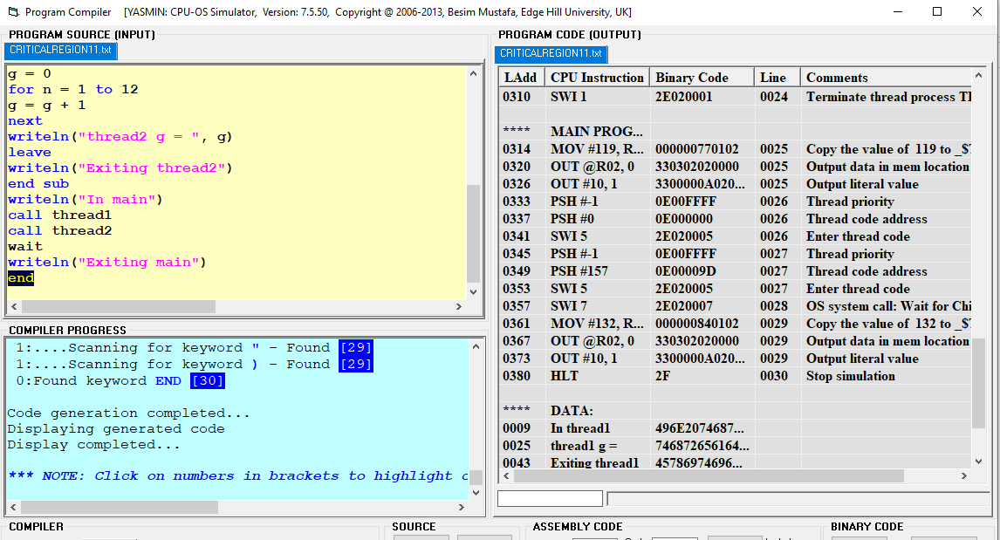 Program Compiler [YASMIN: CPU-OS Simulator, Version: 7.5.50, Copyright @ 2006-2013, Besim Mustafa, Edge Hill University, UK]
PROGRAM SOURCE (INPUT)
CRITICALREGION11.txt
g = 0
for n = 1 to 12
g = g + 1
next
writeln("thread2 g = ", g)
leave
writeln("Exiting thread2")
end sub
writeln("In main")
call thread1
call thread2
wait
writeln("Exiting main")
end
COMPILER PROGRESS
1:....Scanning for keyword " - Found [29]
1:....Scanning for keyword ) - Found [29]
0:Found keyword END [30]
Code generation completed...
Displaying generated code
Display completed...
*** NOTE: Click on numbers in brackets to highlight
COMPILER
SOURCE
PROGRAM CODE (OUTPUT)
CRITICALREGION11.txt
LAdd CPU Instruction Binary Code Line Comments
0310 SWI 1 2E020001 0024 Terminate thread process
**** MAIN PROG...
0314 MOV #119, R... 000000770102 0025 Copy the value of 119 to _$
0320 OUT @R02, 0 330302020000 0025 Output data in mem location
0326 OUT #10, 1 3300000A020... 0025 Output literal value
0333 PSH #-1 0E00FFFF 0026 Thread priority
0337 PSH #0 0E000000 0026 Thread code address
0341 SWI 5 2E020005 0026 Enter thread code
0345 PSH #-1 0E00FFFF 0027 Thread priority
0349 PSH #157 0E00009D 0027 Thread code address
0353 SWI 5 2E020005 0027 Enter thread code
0357 SWI 7 2E020007 0028 OS system call: Wait for Chi
0361 MOV #132, R... 000000840102 0029 Copy the value of 132 to _$
0367 OUT @R02, 0 330302020000 0029 Output data in mem location
0373 OUT #10, 1 3300000A020... 0029 Output literal value
0380 HLT 2F 0030 Stop simulation
**** DATA:
0009 In thread1 496E2074687...
0025 thread1 g = 746872656164...
0043 Exiting thread1 45786974696...
ASSEMBLY CODE
BINARY CODE